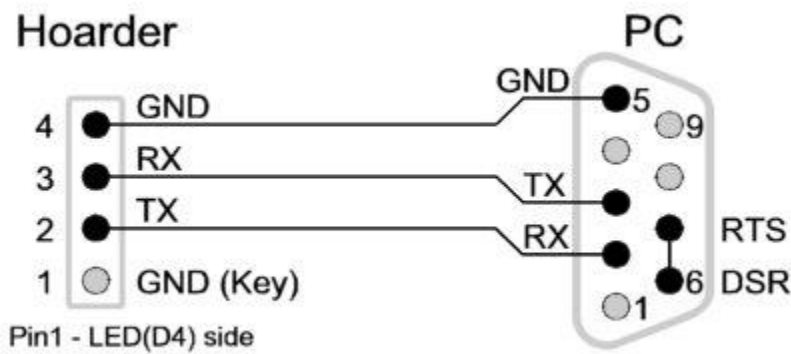 Hoarder PC
GND 5
4 GND 9
3 RX TX
2 TX RX RTS
1 GND (Key) 6 DSR
1
Pin1 - LED(D4) side